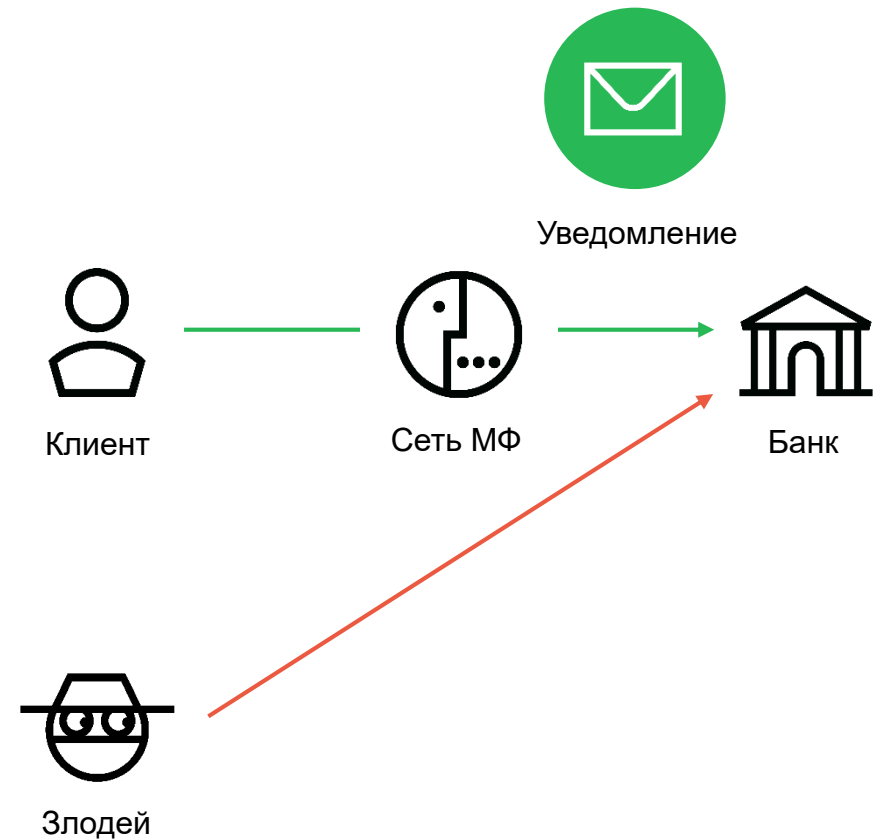 Уведомление
Клиент
Сеть МФ
Банк
Злодей